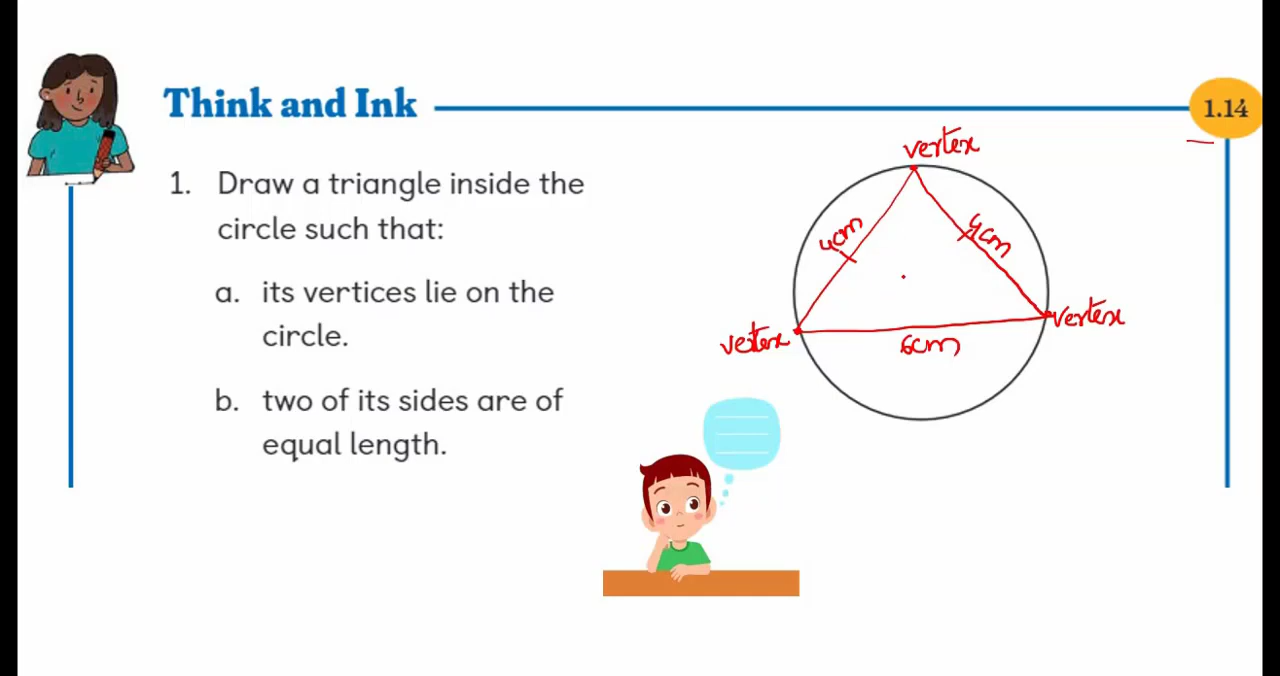 Think and Ink
1.14
1. Draw a triangle inside the
circle such that:
a. its vertices lie on the
circle.
b. two of its sides are of
equal length.
vertex
4cm
4cm
vertex
vertex
6cm